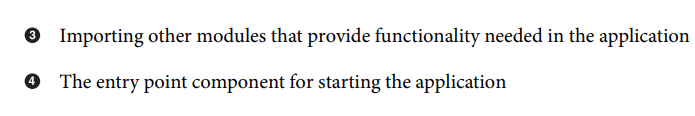 ❸ Importing other modules that provide functionality needed in the application
❹ The entry point component for starting the application